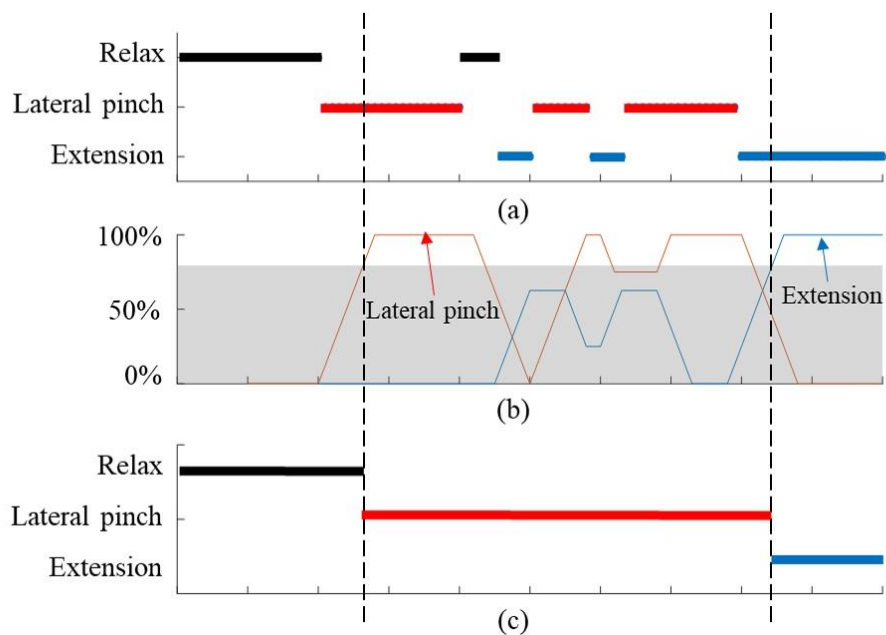 Relax
Lateral pinch
Extension
(a)
100%
50%
0%
Lateral pinch
Extension
(b)
Relax
Lateral pinch
Extension
(c)